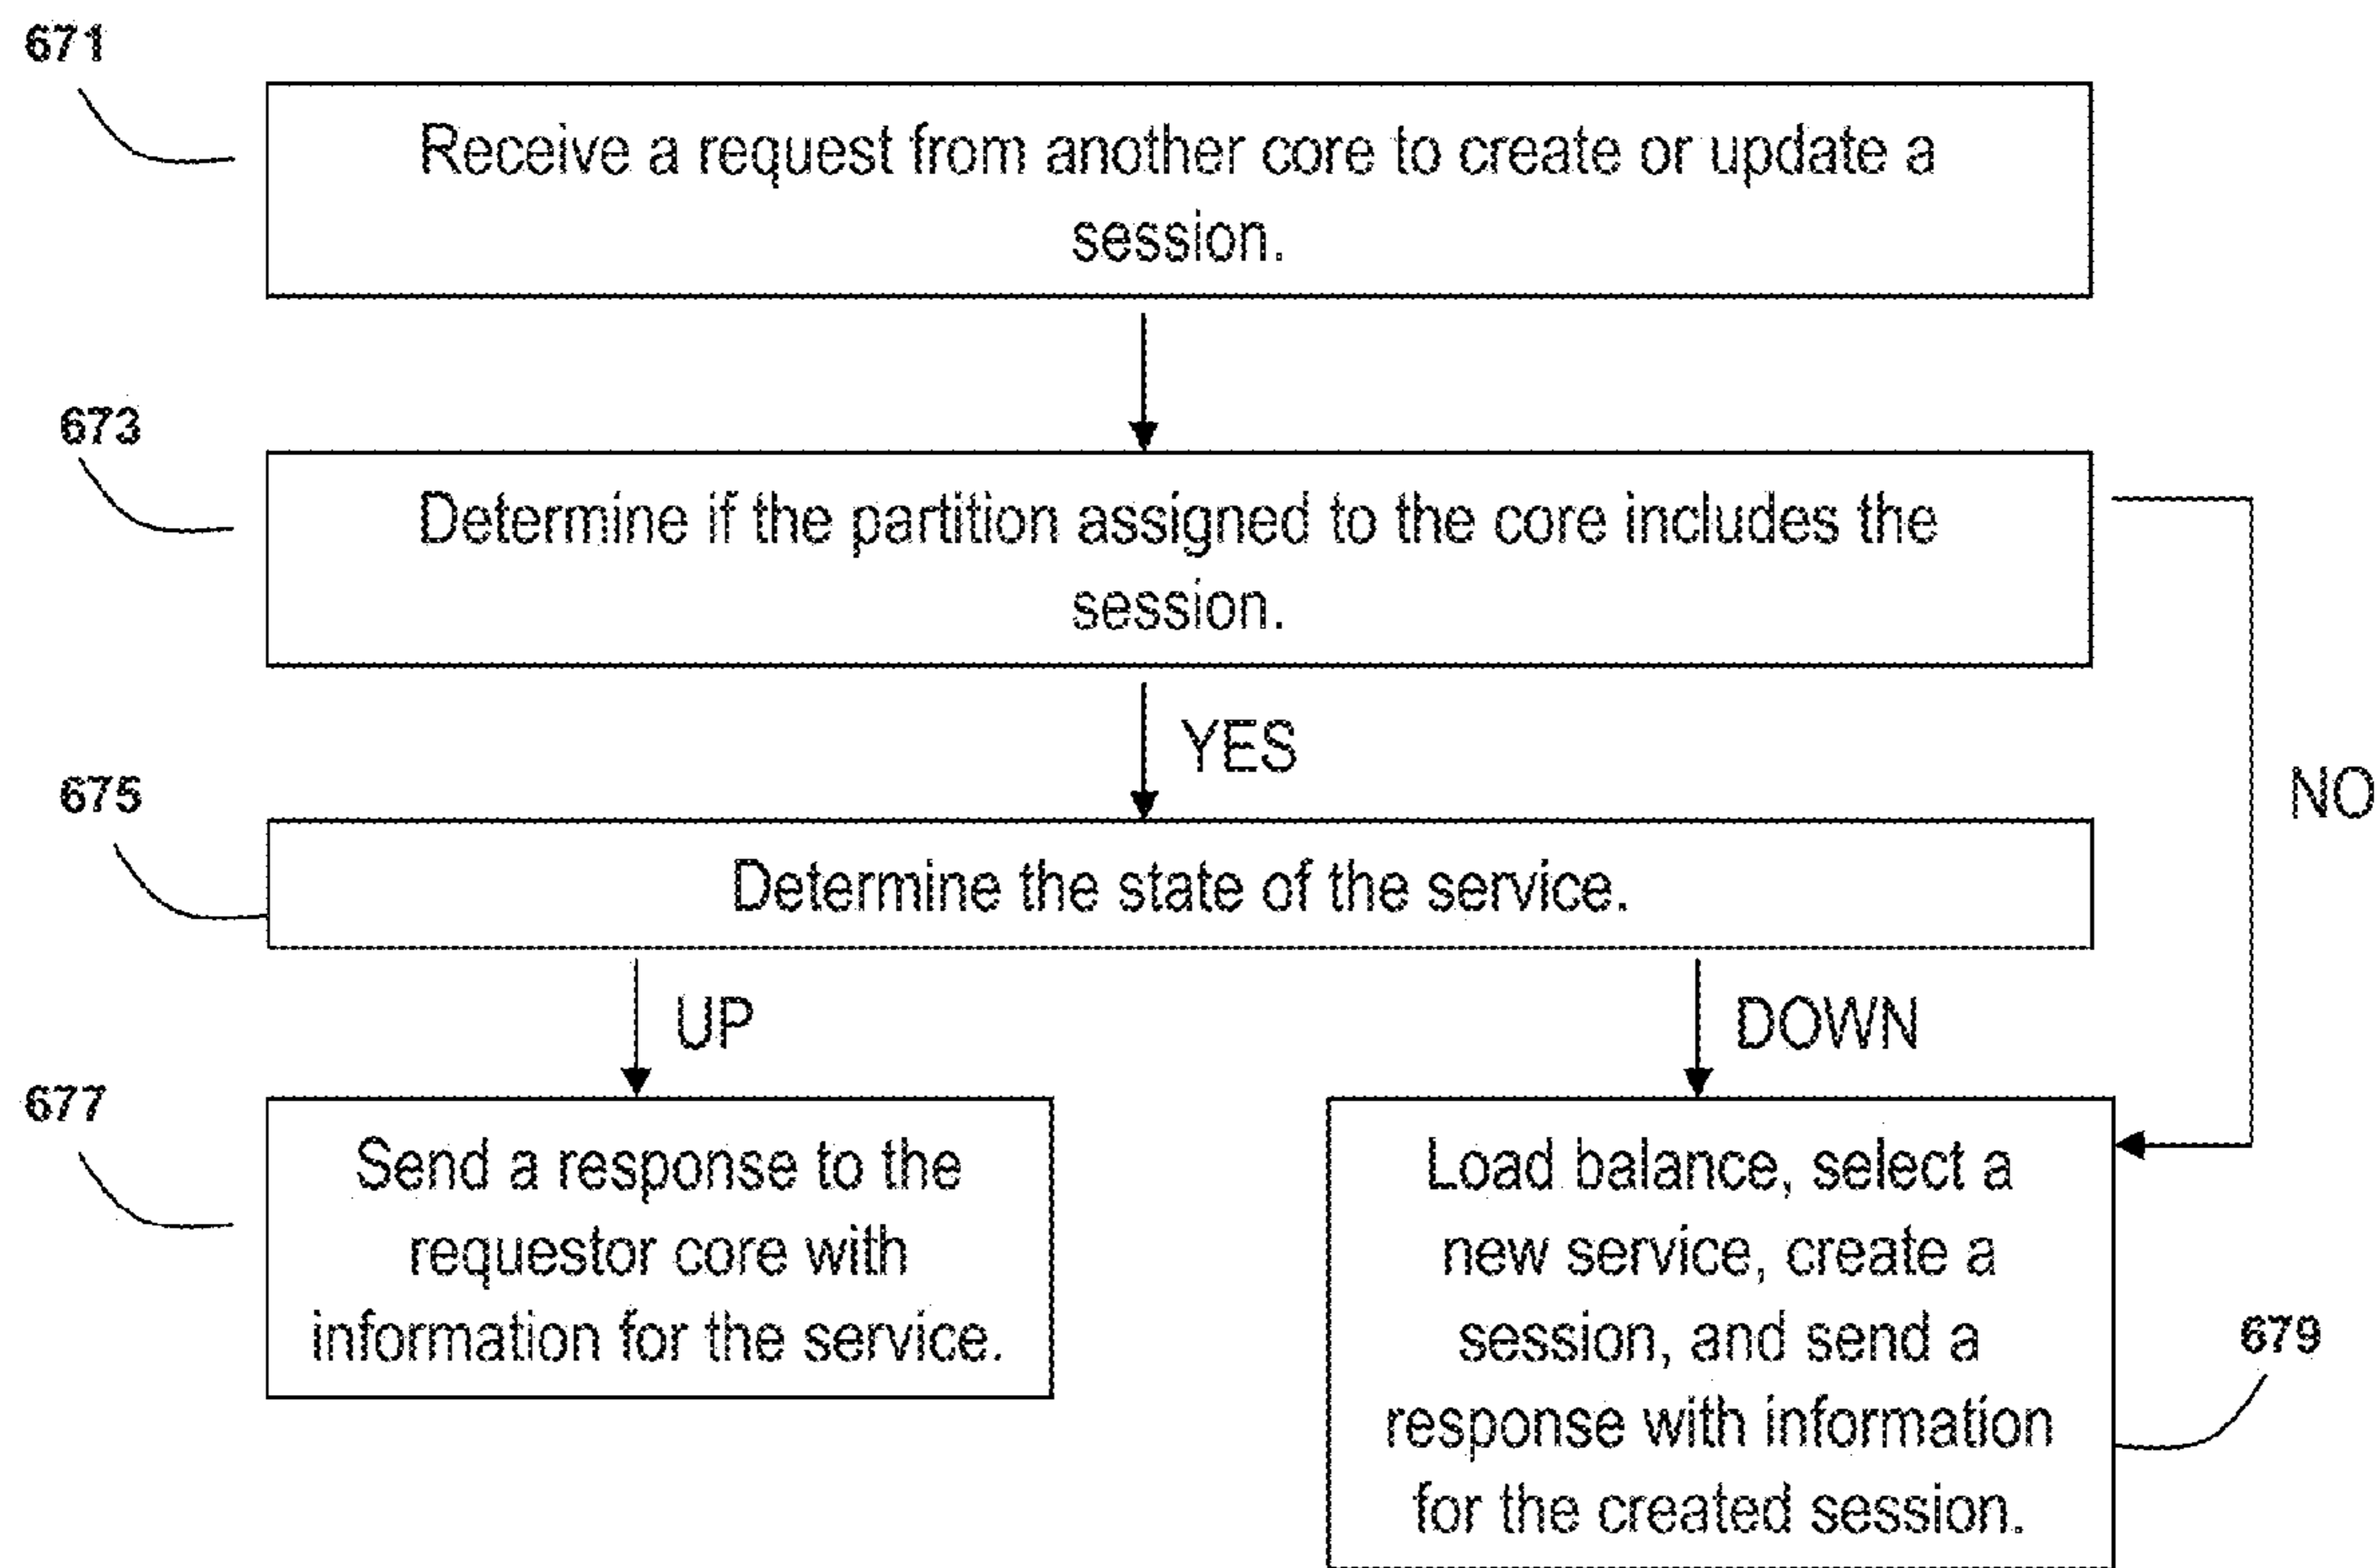 671
Receive a request from another core to create or update a
session.
673
Determine if the partition assigned to the core includes the
session.
YES
NO
675
Determine the state of the service.
UP
DOWN
677
Send a response to the
requestor core with
information for the service.
Load balance, select a
new service, create a
session, and send a
response with information
for the created session.
679